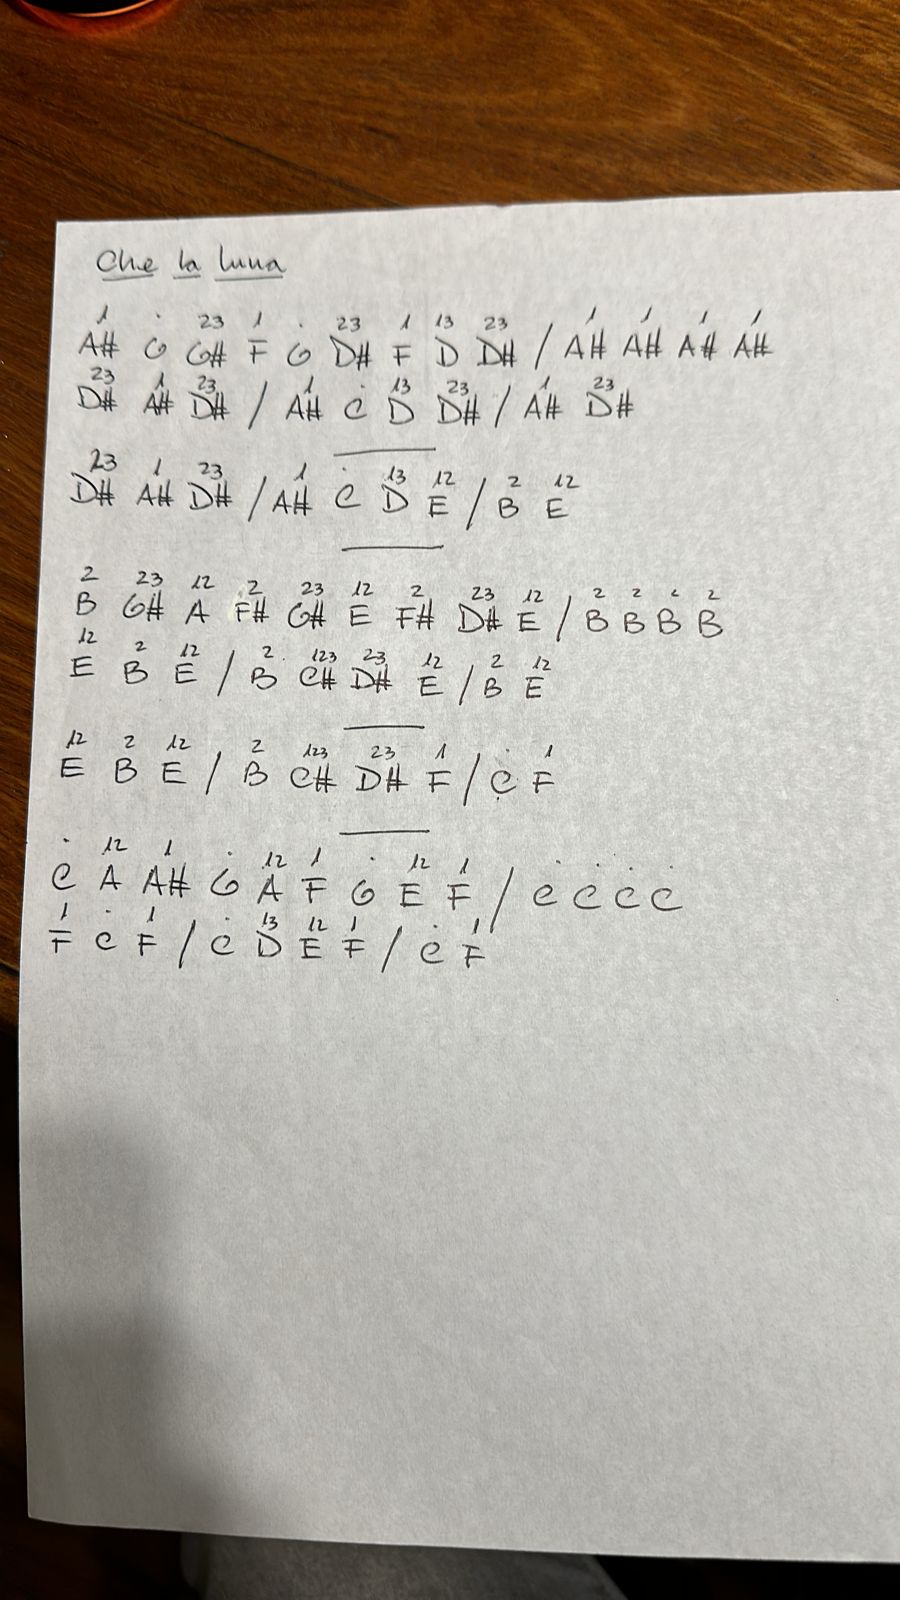 Che la luna
1 · 23 1 · 23 1 13 23 1 1 1 1
A# G G# F G D# F D D# / A# A# A# A#
23 1 23 1 13 23 1 23
D# A# D# / A# C D D# / A# D#
23 1 23 1 · 13 12 2 12
D# A# D# / A# C D E / B E
2 23 12 2 23 12 2 23 12 2 2 2 2
B G# A F# G# E F# D# E / B B B B
12 2 12 2 123 23 12 2 12
E B E / B C# D# E / B E
12 2 12 2 123 23 1 · 1
E B E / B C# D# F / C F
· 12 1 · 12 1 · 12 1 · · · ·
C A A# G A F G E F / C C C C
1 · 1 · 13 12 1 · 1
F C F / C D E F / C F